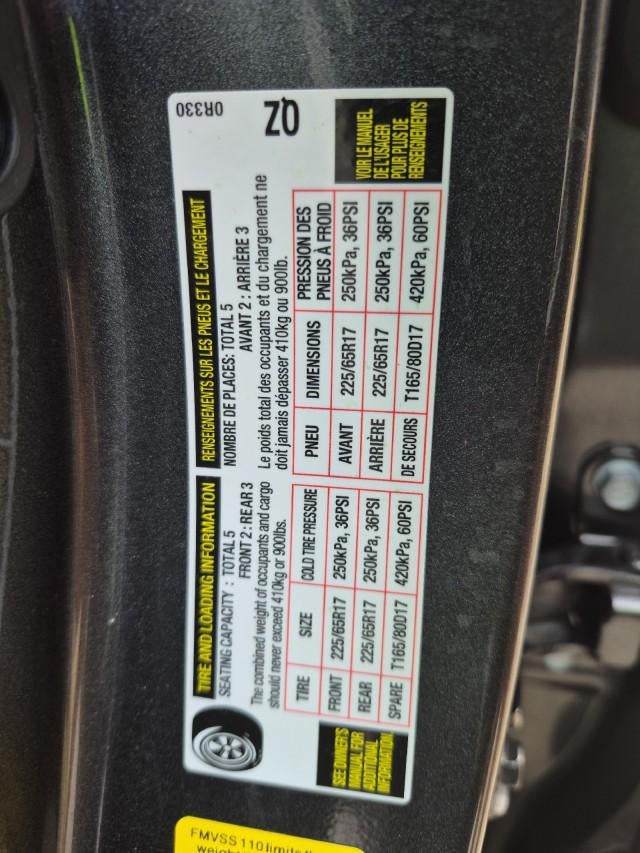 TIRE AND LOADING INFORMATION
SEATING CAPACITY : TOTAL 5
FRONT 2 : REAR 3
The combined weight of occupants and cargo
should never exceed 410kg or 900lbs.
TIRE SIZE COLD TIRE PRESSURE
FRONT 225/65R17 250kPa, 36PSI
REAR 225/65R17 250kPa, 36PSI
SPARE T165/80D17 420kPa, 60PSI
SEE OWNER'S
MANUAL FOR
ADDITIONAL
INFORMATION
RENSEIGNEMENTS SUR LES PNEUS ET LE CHARGEMENT
NOMBRE DE PLACES: TOTAL 5
AVANT 2 : ARRIÈRE 3
Le poids total des occupants et du chargement ne
doit jamais dépasser 410kg ou 900lb.
PNEU DIMENSIONS PRESSION DES
PNEUS À FROID
AVANT 225/65R17 250kPa, 36PSI
ARRIÈRE 225/65R17 250kPa, 36PSI
DE SECOURS T165/80D17 420kPa, 60PSI
VOIR LE MANUEL
DE L'USAGER
POUR PLUS DE
RENSEIGNEMENTS
0R330
QZ
FMVSS 110